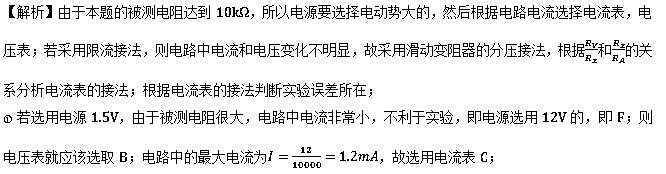 【解析】由于本题的被测电阻达到 10kΩ，所以电源要选择电动势大的，然后根据电路电流选择电流表，电
压表；若采用限流接法，则电路中电流和电压变化不明显，故采用滑动变阻器的分压接法，根据\frac{R_V}{R_x}和\frac{R_x}{R_A}的关
系分析电流表的接法；根据电流表的接法判断实验误差所在；
① 若选用电源 1.5V，由于被测电阻很大，电路中电流非常小，不利于实验，即电源选用 12V 的，即 F；则
电压表就应该选取 B；电路中的最大电流为I = \frac{12}{10000} = 1.2mA，故选用电流表 C；